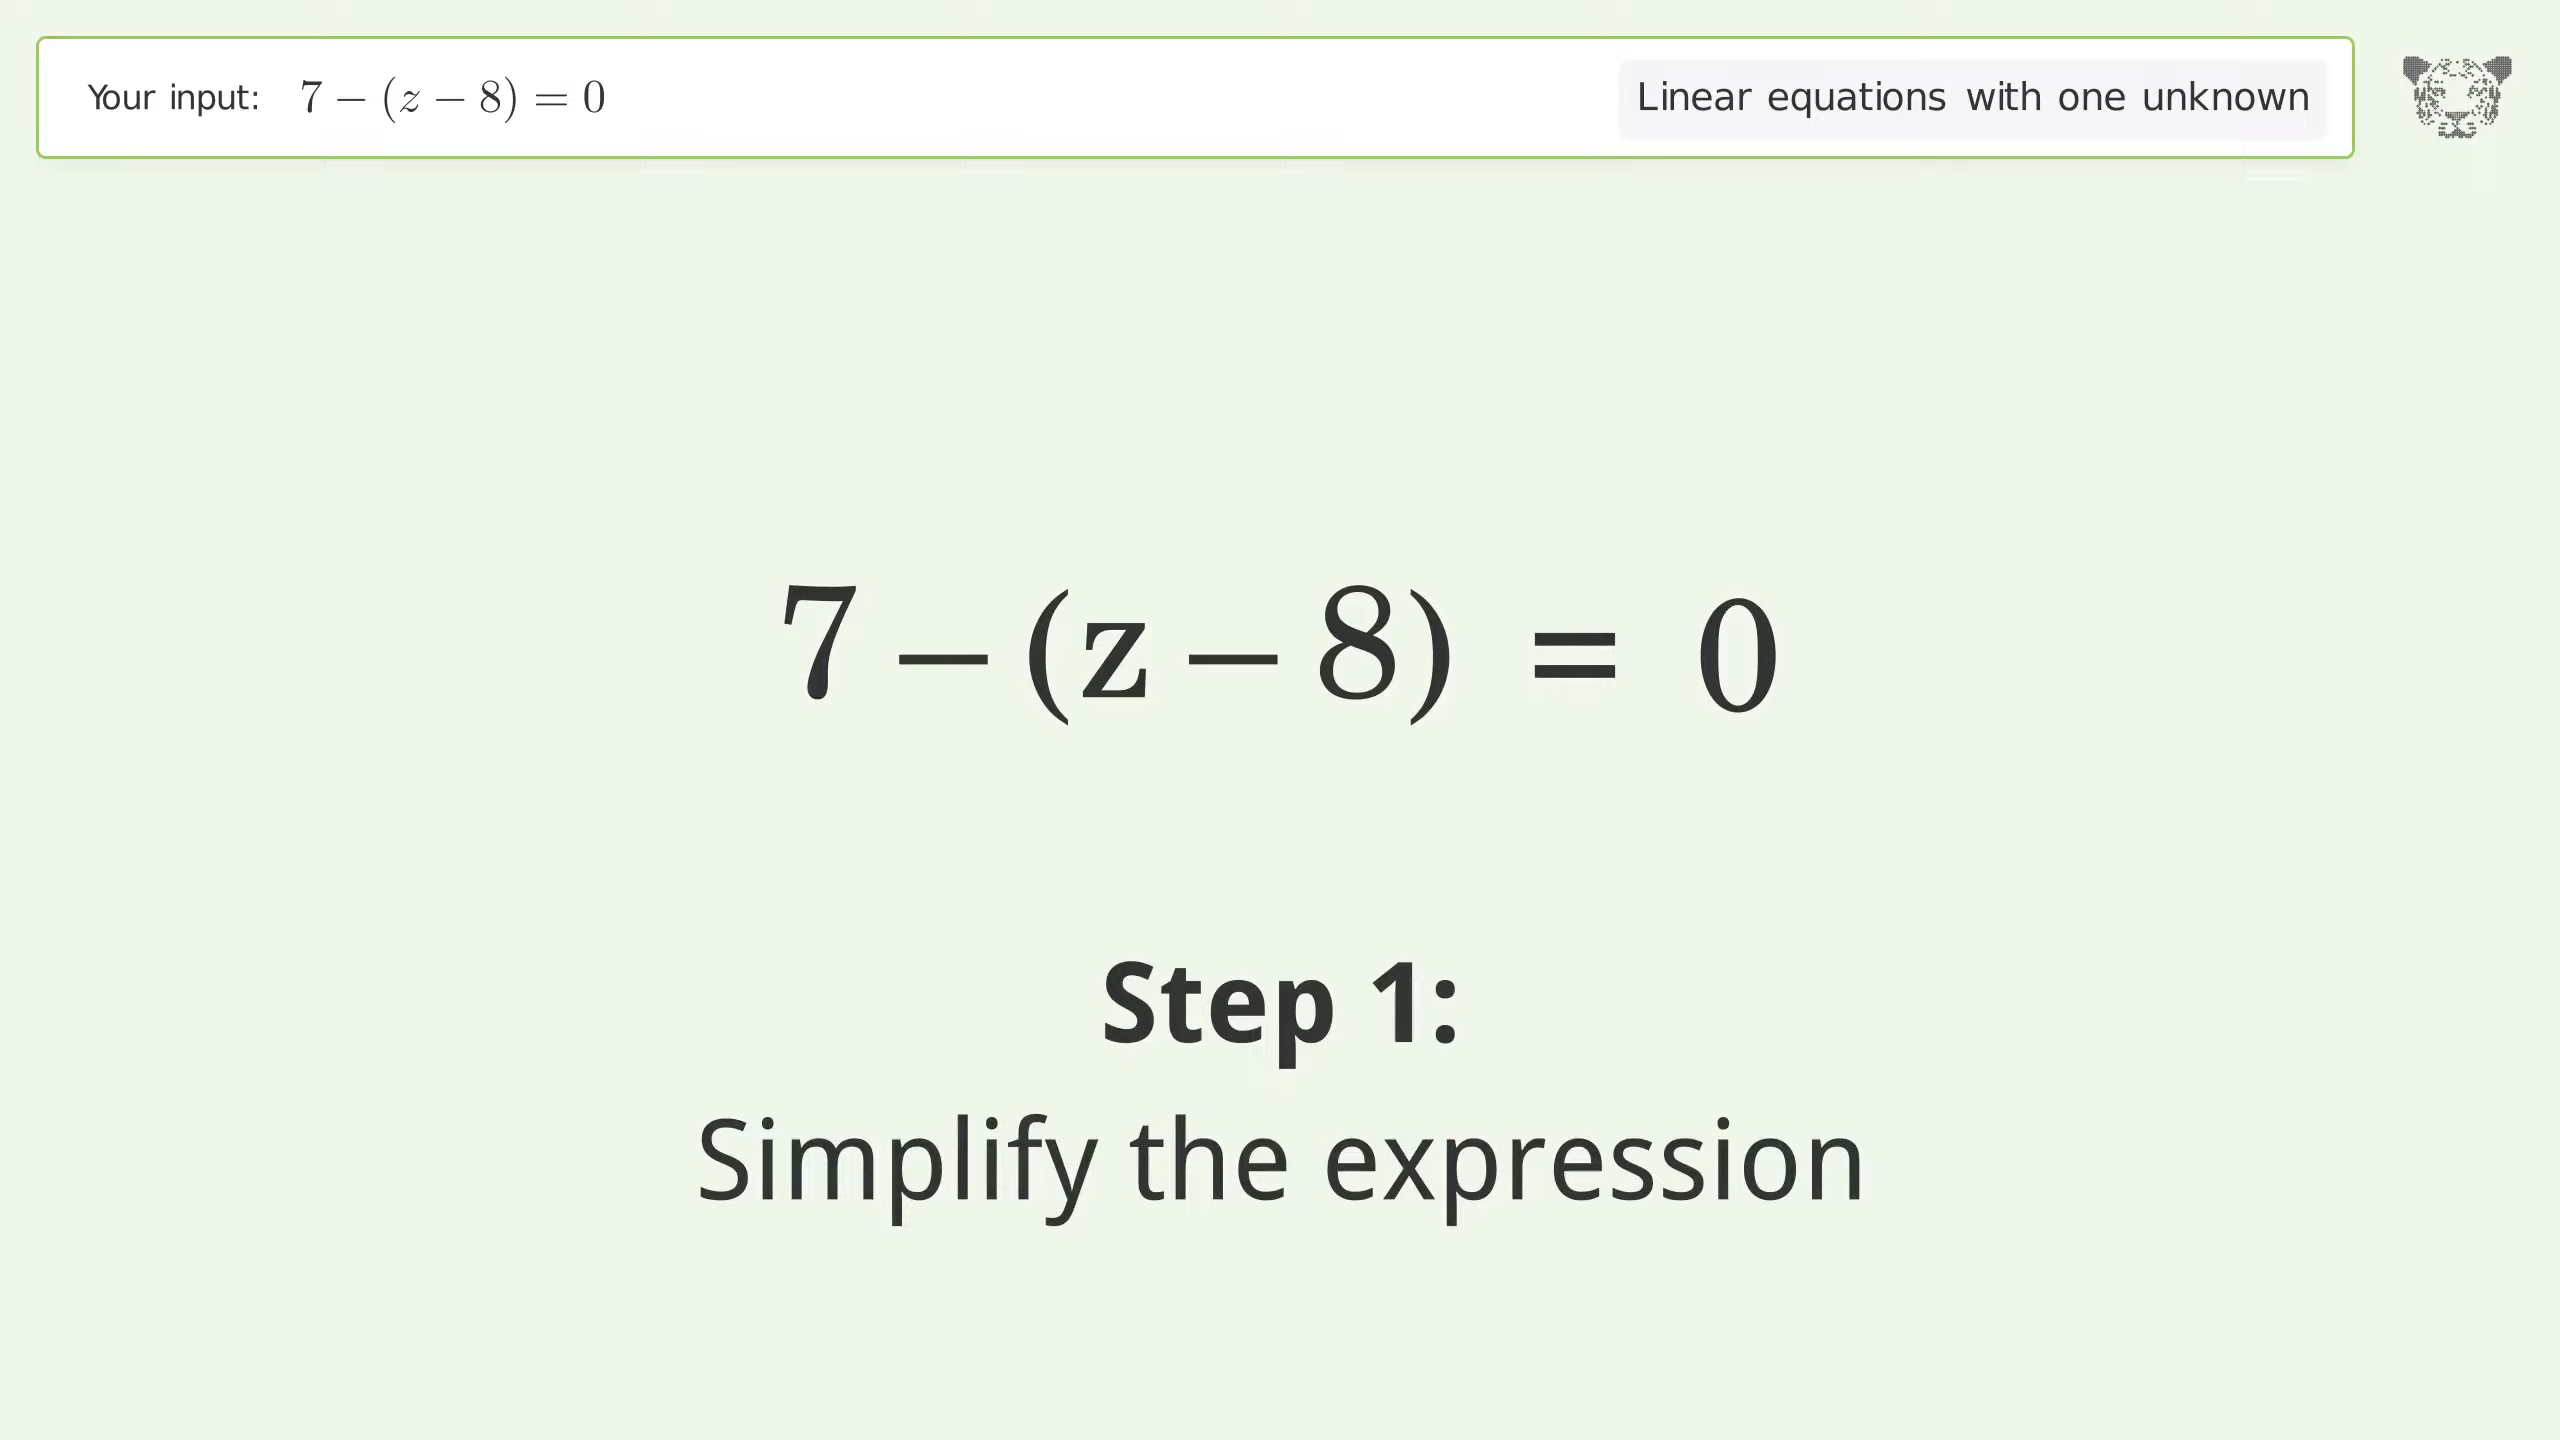 Your input: 7 − (z − 8) = 0
Linear equations with one unknown
7 – (z – 8) = 0
Step 1:
Simplify the expression